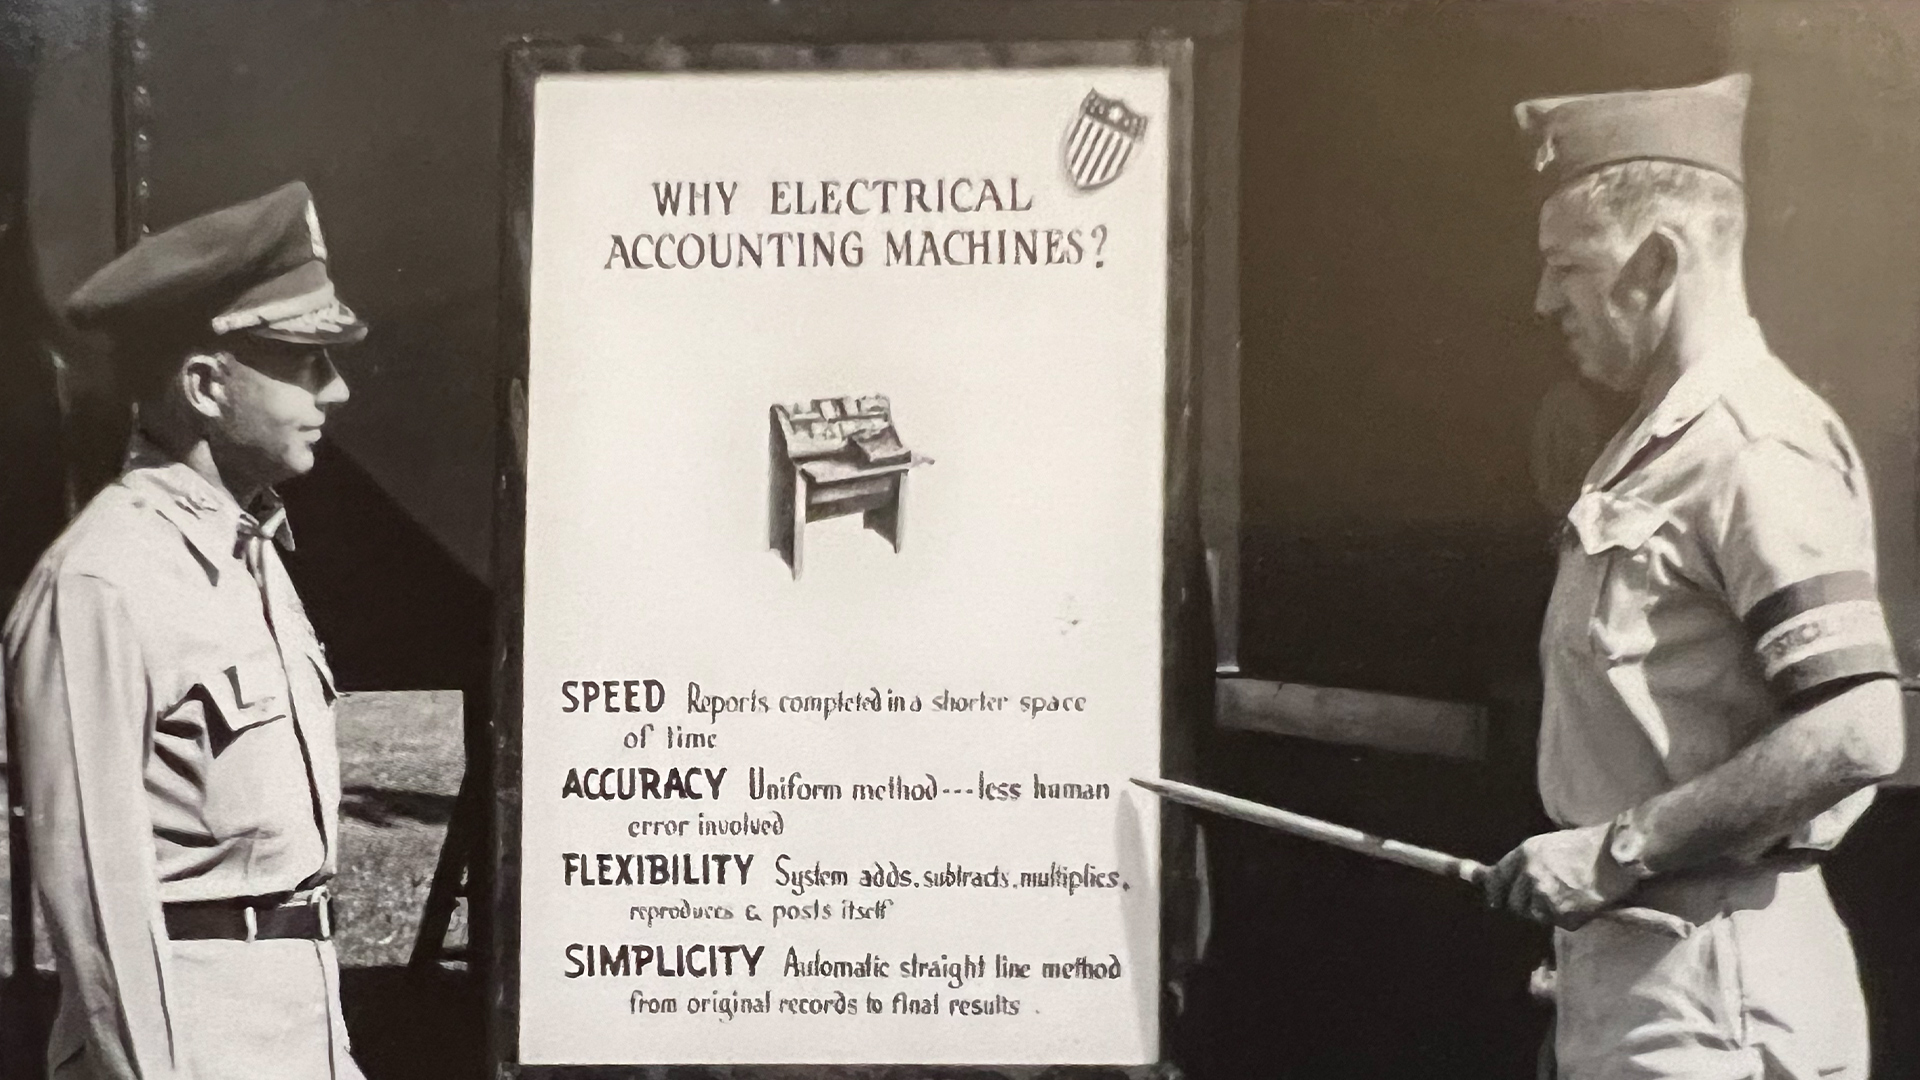 WHY ELECTRICAL
ACCOUNTING MACHINES?
SPEED Reports completed in a shorter space
of time
ACCURACY Uniform method---less human
error involved
FLEXIBILITY System adds, subtracts, multiplies,
reproduces & posts itself
SIMPLICITY Automatic straight line method
from original records to final results.